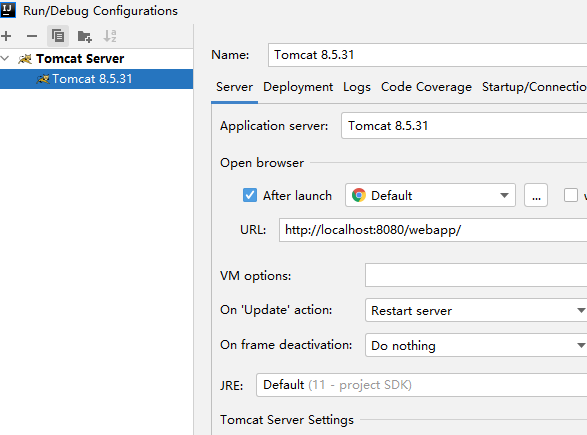 Run/Debug Configurations
Tomcat Server
Tomcat 8.5.31
Name: Tomcat 8.5.31
Server Deployment Logs Code Coverage Startup/Connectio
Application server: Tomcat 8.5.31
Open browser
After launch Default ...
URL: http://localhost:8080/webapp/
VM options:
On 'Update' action: Restart server
On frame deactivation: Do nothing
JRE: Default (11 - project SDK)
Tomcat Server Settings